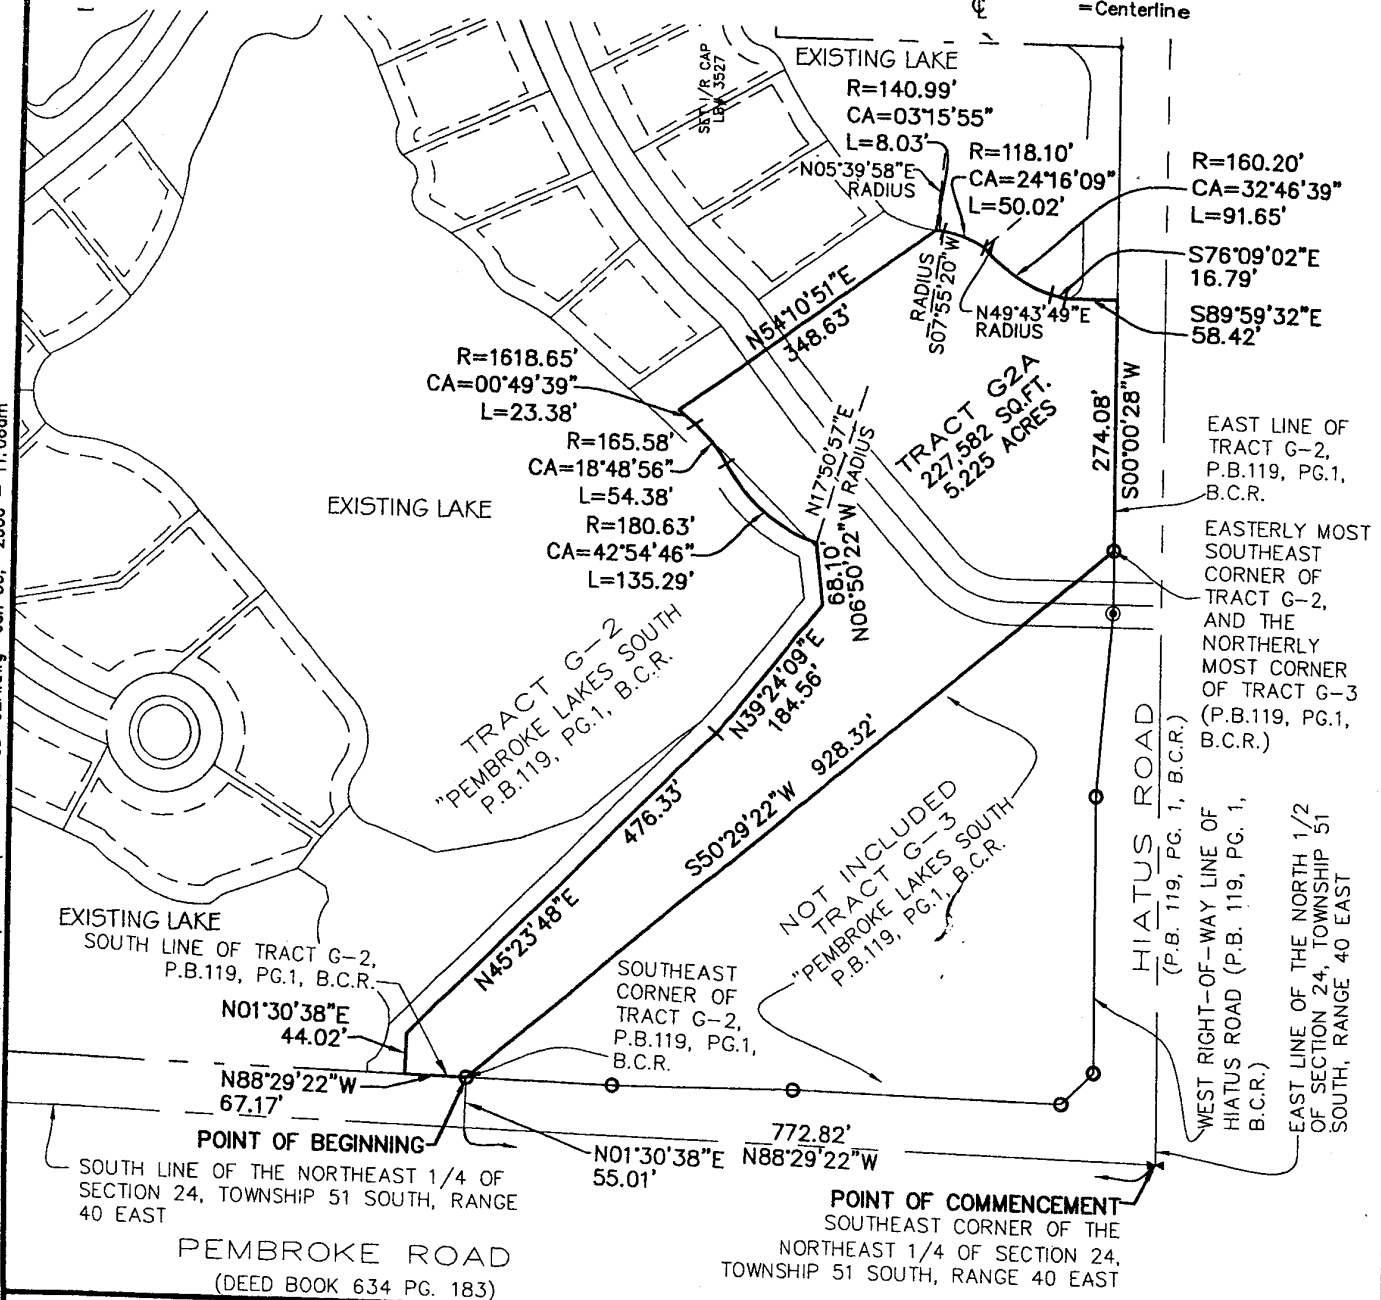 ℄ =Centerline
EXISTING LAKE
SET I/R CAP
LB# 3527
R=140.99'
CA=03°15'55"
L=8.03'
N05°39'58"E
RADIUS
R=118.10'
CA=24°16'09"
L=50.02'
R=160.20'
CA=32°46'39"
L=91.65'
S76°09'02"E
16.79'
S89°59'32"E
58.42'
RADIUS
S07°55'20"W
N49°43'49"E
RADIUS
N54°10'51"E
348.63'
R=1618.65'
CA=00°49'39"
L=23.38'
R=165.58'
CA=18°48'56"
L=54.38'
R=180.63'
CA=42°54'46"
L=135.29'
EXISTING LAKE
N17°50'57"E
RADIUS
TRACT G2A
227,582 SQ.FT.
5.225 ACRES
274.08'
S00°00'28"W
EAST LINE OF
TRACT G-2,
P.B.119, PG.1,
B.C.R.
EASTERLY MOST
SOUTHEAST
CORNER OF
TRACT G-2,
AND THE
NORTHERLY
MOST CORNER
OF TRACT G-3
(P.B.119, PG.1,
B.C.R.)
68.10'
N06°50'22"W
TRACT G-2
"PEMBROKE LAKES SOUTH
P.B.119, PG.1, B.C.R.
N39°24'09"E
184.56'
476.33'
N45°23'48"E
S50°29'22"W 928.32'
NOT INCLUDED
TRACT G-3
"PEMBROKE LAKES SOUTH
P.B.119, PG.1, B.C.R.
HIATUS ROAD
(P.B. 119, PG. 1, B.C.R.)
WEST RIGHT-OF-WAY LINE OF
HIATUS ROAD (P.B. 119, PG. 1,
B.C.R.)
EAST LINE OF THE NORTH 1/2
OF SECTION 24, TOWNSHIP 51
SOUTH, RANGE 40 EAST
EXISTING LAKE
SOUTH LINE OF TRACT G-2,
P.B.119, PG.1, B.C.R.
N01°30'38"E
44.02'
SOUTHEAST
CORNER OF
TRACT G-2,
P.B.119, PG.1,
B.C.R.
N88°29'22"W
67.17'
POINT OF BEGINNING
N01°30'38"E
55.01'
772.82'
N88°29'22"W
SOUTH LINE OF THE NORTHEAST 1/4 OF
SECTION 24, TOWNSHIP 51 SOUTH, RANGE
40 EAST
POINT OF COMMENCEMENT
SOUTHEAST CORNER OF THE
NORTHEAST 1/4 OF SECTION 24,
TOWNSHIP 51 SOUTH, RANGE 40 EAST
PEMBROKE ROAD
(DEED BOOK 634 PG. 183)